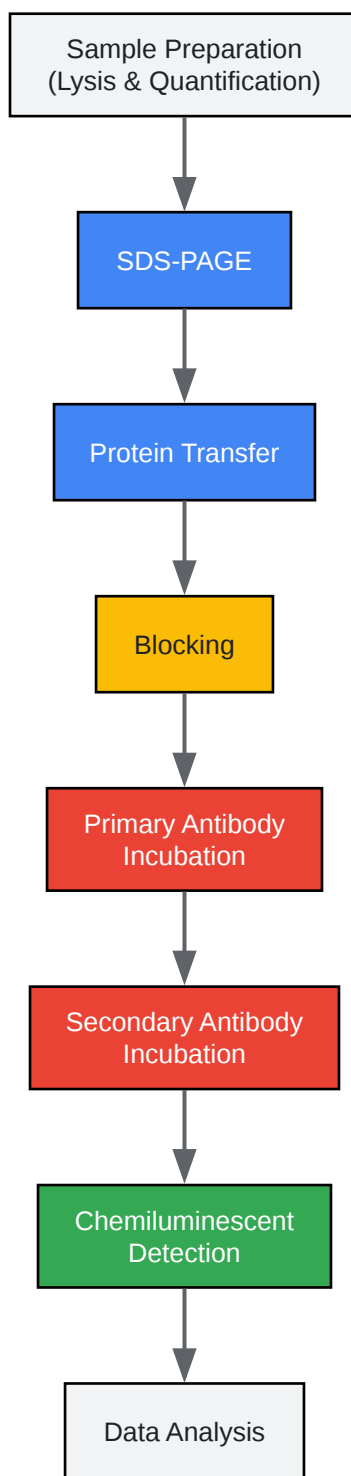 Sample Preparation
(Lysis & Quantification)
SDS-PAGE
Protein Transfer
Blocking
Primary Antibody
Incubation
Secondary Antibody
Incubation
Chemiluminescent
Detection
Data Analysis